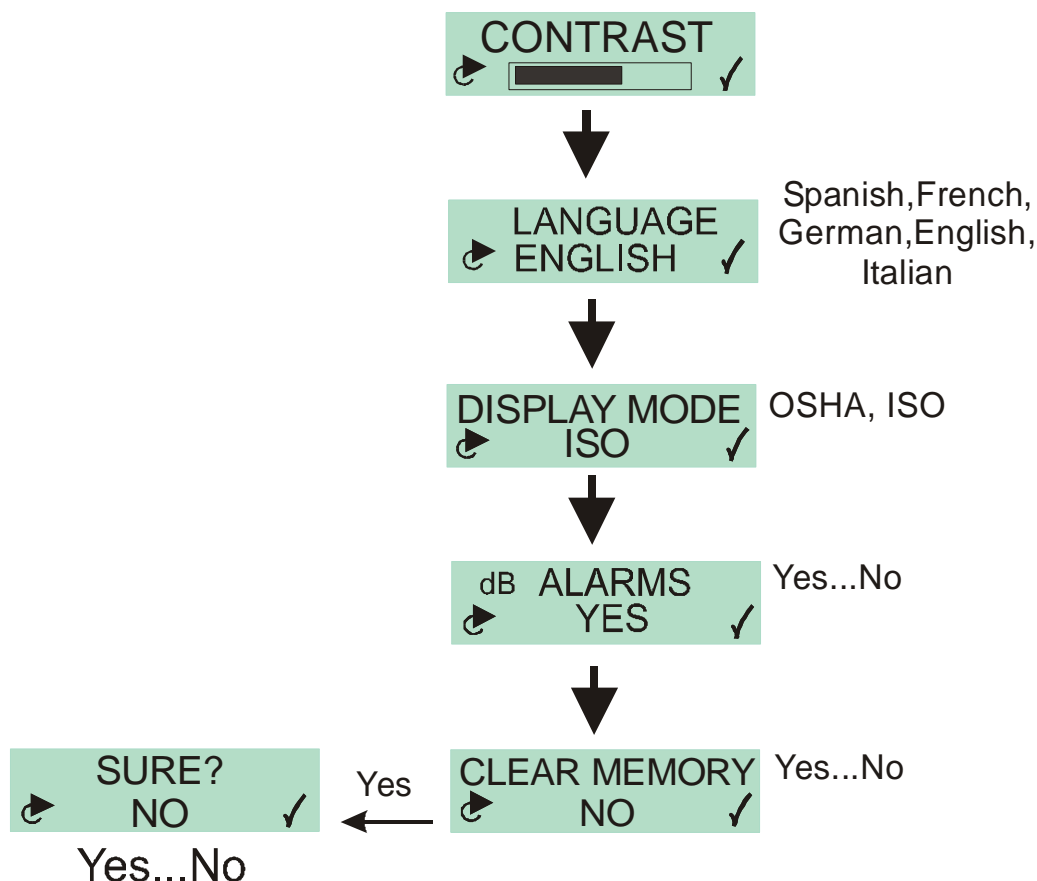 CONTRAST
LANGUAGE
ENGLISH
Spanish,French,
German,English,
Italian
DISPLAY MODE
ISO
OSHA, ISO
dB ALARMS
YES
Yes...No
CLEAR MEMORY
NO
Yes...No
Yes
SURE?
NO
Yes...No